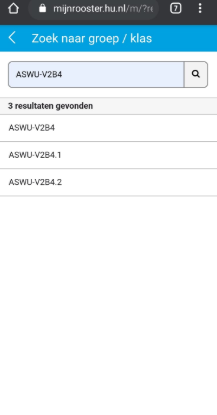 mijnrooster.hu.nl/m/?re
7
Zoek naar groep / klas
ASWU-V2B4
3 resultaten gevonden
ASWU-V2B4
ASWU-V2B4.1
ASWU-V2B4.2